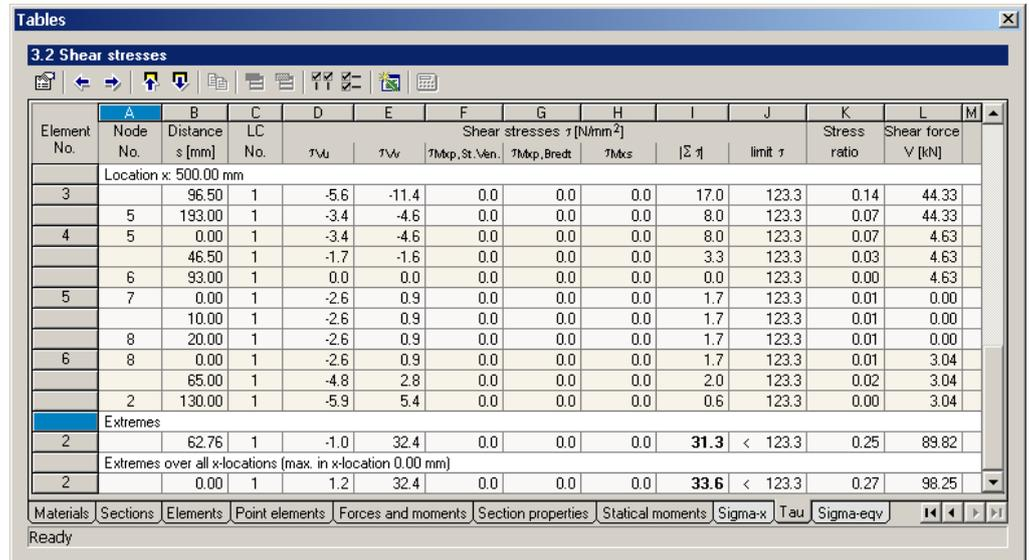 Tables
3.2 Shear stresses
A B C D E F G H I J K L M
Element Node Distance LC Shear stresses τ [N/mm²] Stress Shear force
No. No. s [mm] No. τVu τVv τMxp,St.Ven. τMxp,Bredt τMxs |Σ τ| limit τ ratio V [kN]
Location x: 500.00 mm
3 96.50 1 -5.6 -11.4 0.0 0.0 0.0 17.0 123.3 0.14 44.33
5 193.00 1 -3.4 -4.6 0.0 0.0 0.0 8.0 123.3 0.07 44.33
4 5 0.00 1 -3.4 -4.6 0.0 0.0 0.0 8.0 123.3 0.07 4.63
46.50 1 -1.7 -1.6 0.0 0.0 0.0 3.3 123.3 0.03 4.63
6 93.00 1 0.0 0.0 0.0 0.0 0.0 0.0 123.3 0.00 4.63
5 7 0.00 1 -2.6 0.9 0.0 0.0 0.0 1.7 123.3 0.01 0.00
10.00 1 -2.6 0.9 0.0 0.0 0.0 1.7 123.3 0.01 0.00
8 20.00 1 -2.6 0.9 0.0 0.0 0.0 1.7 123.3 0.01 0.00
6 8 0.00 1 -2.6 0.9 0.0 0.0 0.0 1.7 123.3 0.01 3.04
65.00 1 -4.8 2.8 0.0 0.0 0.0 2.0 123.3 0.02 3.04
2 130.00 1 -5.9 5.4 0.0 0.0 0.0 0.6 123.3 0.00 3.04
Extremes
2 62.76 1 -1.0 32.4 0.0 0.0 0.0 31.3 < 123.3 0.25 89.82
Extremes over all x-locations (max. in x-location 0.00 mm)
2 0.00 1 1.2 32.4 0.0 0.0 0.0 33.6 < 123.3 0.27 98.25
Materials Sections Elements Point elements Forces and moments Section properties Statical moments Sigma-x Tau Sigma-eqv
Ready